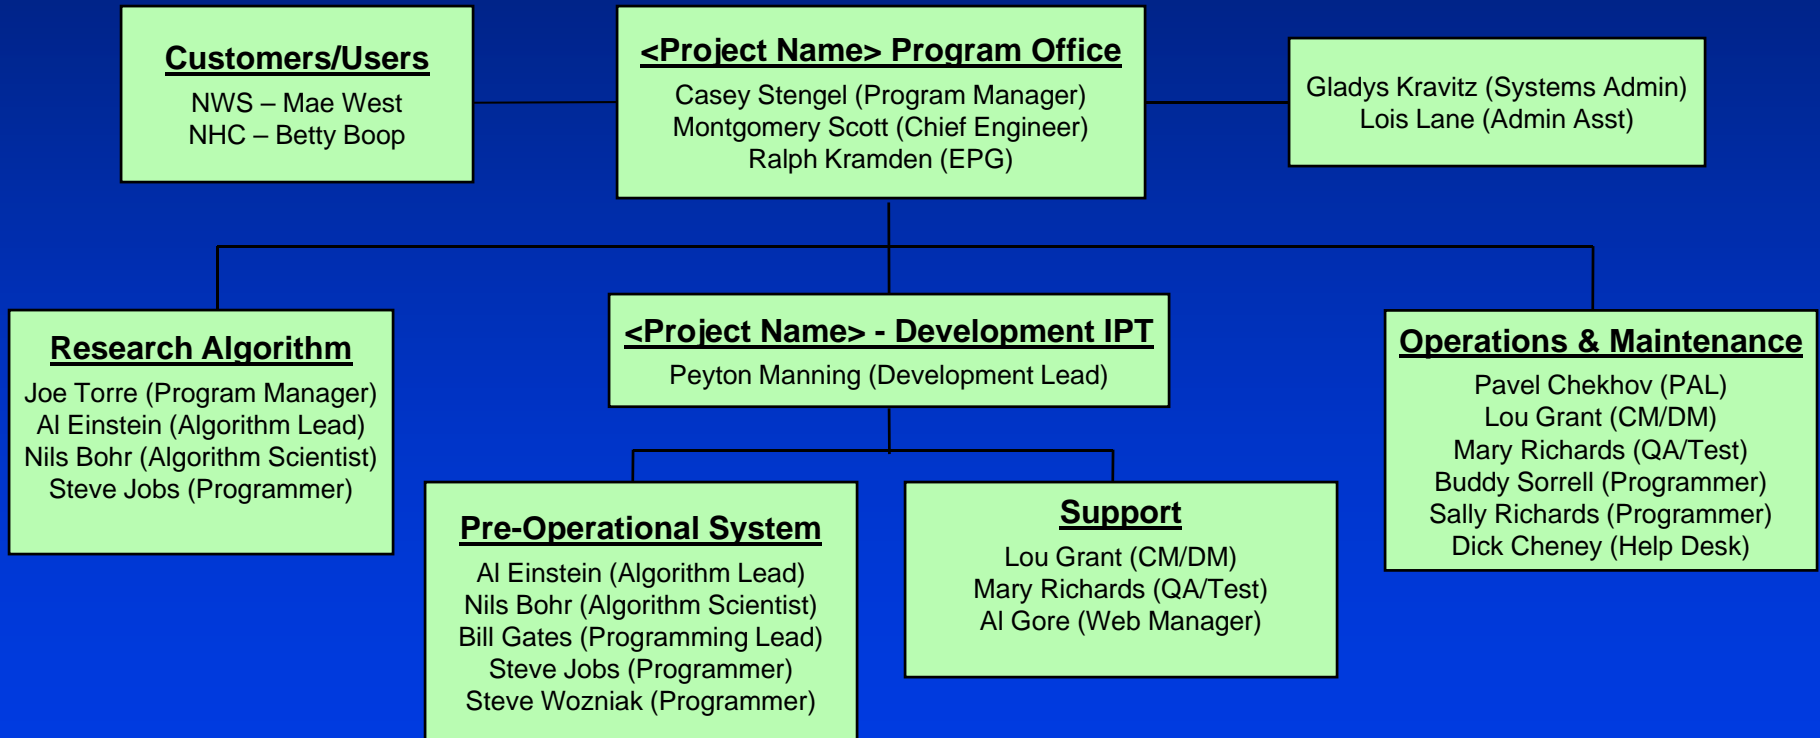 Customers/Users
NWS – Mae West
NHC – Betty Boop
<Project Name> Program Office
Casey Stengel (Program Manager)
Montgomery Scott (Chief Engineer)
Ralph Kramden (EPG)
Gladys Kravitz (Systems Admin)
Lois Lane (Admin Asst)
Research Algorithm
Joe Torre (Program Manager)
Al Einstein (Algorithm Lead)
Nils Bohr (Algorithm Scientist)
Steve Jobs (Programmer)
<Project Name> - Development IPT
Peyton Manning (Development Lead)
Operations & Maintenance
Pavel Chekhov (PAL)
Lou Grant (CM/DM)
Mary Richards (QA/Test)
Buddy Sorrell (Programmer)
Sally Richards (Programmer)
Dick Cheney (Help Desk)
Pre-Operational System
Al Einstein (Algorithm Lead)
Nils Bohr (Algorithm Scientist)
Bill Gates (Programming Lead)
Steve Jobs (Programmer)
Steve Wozniak (Programmer)
Support
Lou Grant (CM/DM)
Mary Richards (QA/Test)
Al Gore (Web Manager)